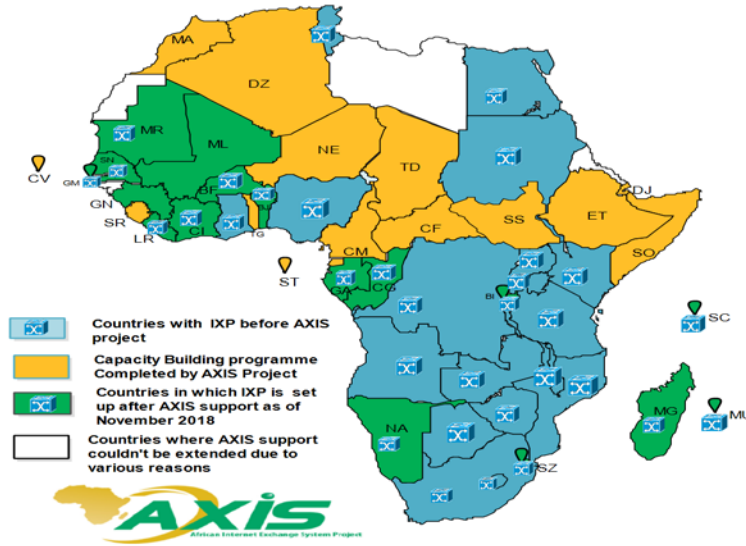 MA
DZ
MR
ML
NE
TD
CV
SN
GM
GN
BF
SR
LR
CI
TG
CM
CF
SS
ET
DJ
SO
ST
GA
CG
BI
SC
MG
MU
NA
SZ
Countries with IXP before AXIS
project
Capacity Building programme
Completed by AXIS Project
Countries in which IXP is set
up after AXIS support as of
November 2018
Countries where AXIS support
couldn't be extended due to
various reasons
AXIS
African Internet Exchange System Project